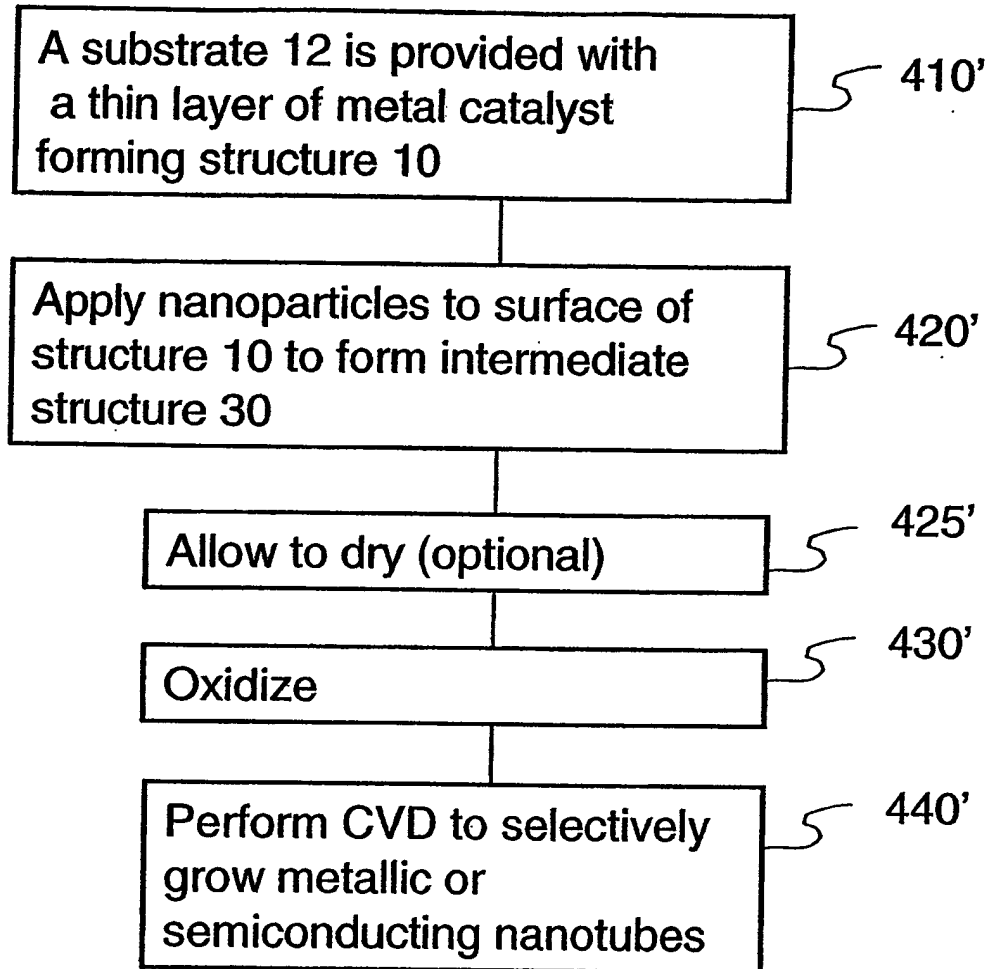 A substrate 12 is provided with
a thin layer of metal catalyst
forming structure 10
410'
Apply nanoparticles to surface of
structure 10 to form intermediate
structure 30
420'
Allow to dry (optional)
425'
Oxidize
430'
Perform CVD to selectively
grow metallic or
semiconducting nanotubes
440'